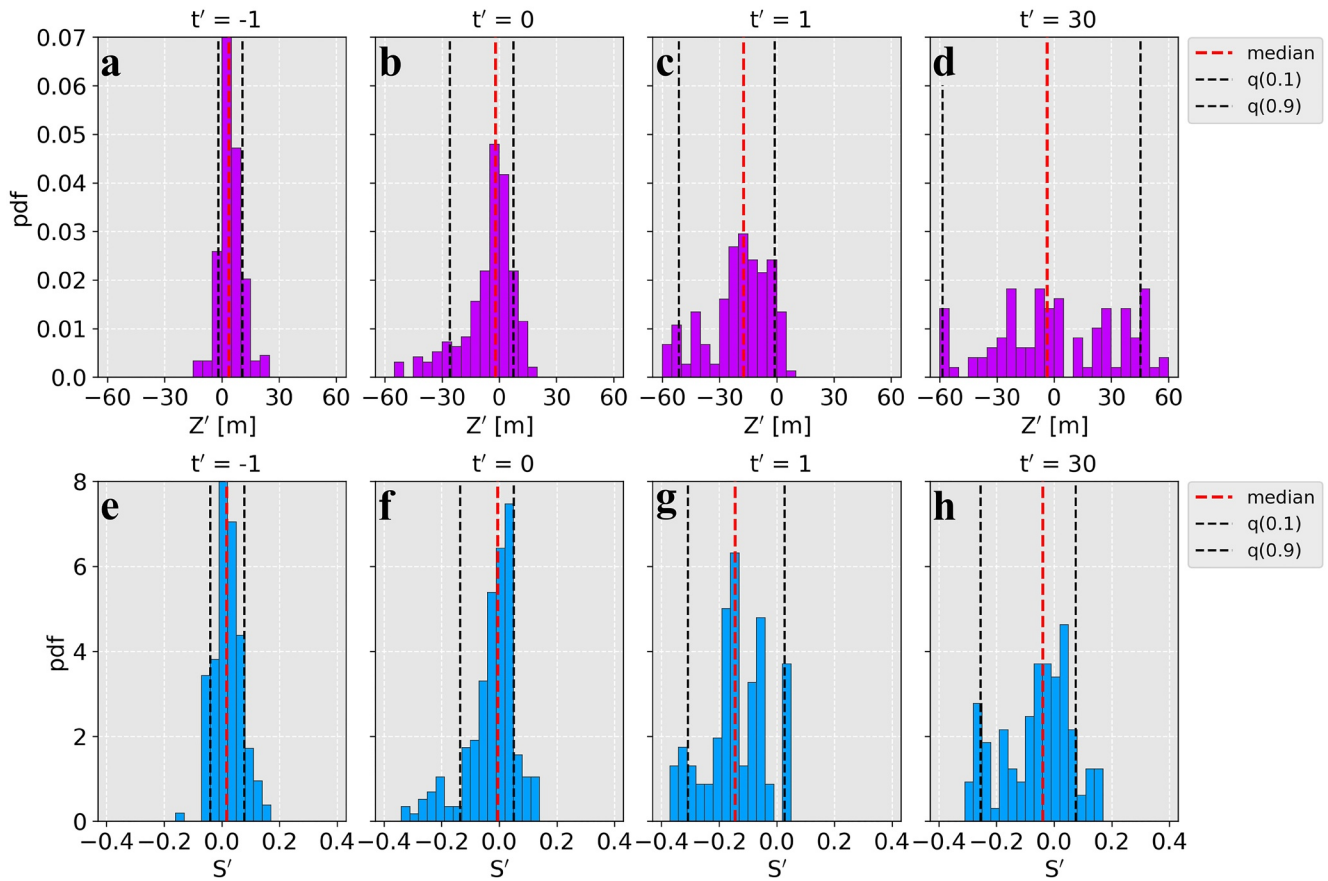 t′ = -1
t′ = 0
t′ = 1
t′ = 30
a
b
c
d
pdf
0.07
0.06
0.05
0.04
0.03
0.02
0.01
0.0
−60 −30 0 30 60
−60 −30 0 30 60
−60 −30 0 30 60
−60 −30 0 30 60
Z′ [m]
Z′ [m]
Z′ [m]
Z′ [m]
median
q(0.1)
q(0.9)
t′ = -1
t′ = 0
t′ = 1
t′ = 30
e
f
g
h
pdf
8
6
4
2
0
−0.4 −0.2 0.0 0.2 0.4
−0.4 −0.2 0.0 0.2 0.4
−0.4 −0.2 0.0 0.2 0.4
−0.4 −0.2 0.0 0.2 0.4
S′
S′
S′
S′
median
q(0.1)
q(0.9)